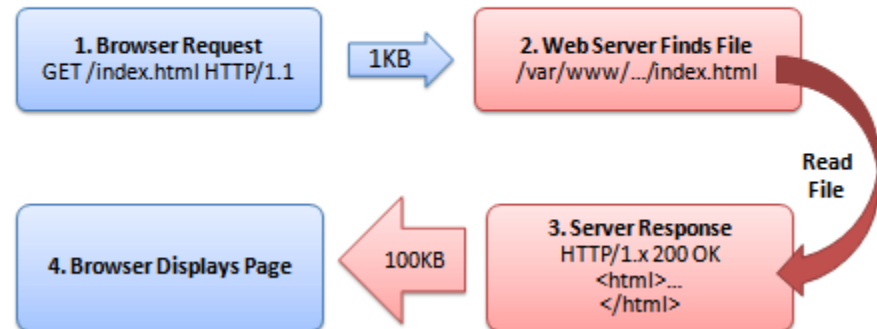 1. Browser Request
GET /index.html HTTP/1.1
1KB
2. Web Server Finds File
/var/www/.../index.html
Read
File
3. Server Response
HTTP/1.x 200 OK
<html>...
</html>
100KB
4. Browser Displays Page